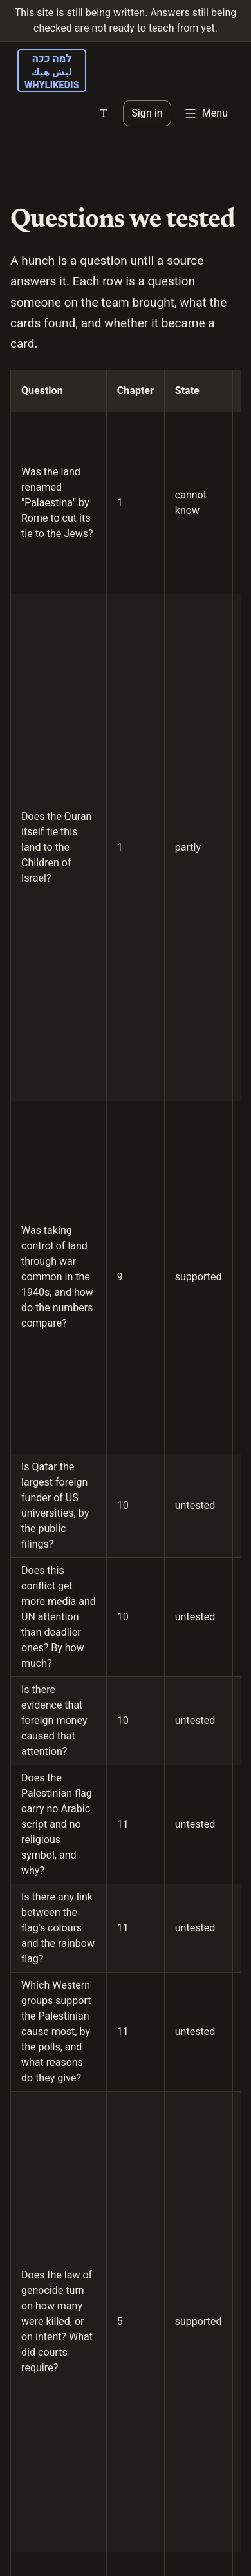 This site is still being written. Answers still being
checked are not ready to teach from yet.
למה ככה
ليش هيك
WHYLIKEDIS
T
Sign in
Menu
Questions we tested
A hunch is a question until a source
answers it. Each row is a question
someone on the team brought, what the
cards found, and whether it became a
card.
Question Chapter State
Was the land
renamed
"Palaestina" by
Rome to cut its
tie to the Jews?
1
cannot
know
Does the Quran
itself tie this
land to the
Children of
Israel?
1
partly
Was taking
control of land
through war
common in the
1940s, and how
do the numbers
compare?
9
supported
Is Qatar the
largest foreign
funder of US
universities, by
the public
filings?
10
untested
Does this
conflict get
more media and
UN attention
than deadlier
ones? By how
much?
10
untested
Is there
evidence that
foreign money
caused that
attention?
10
untested
Does the
Palestinian flag
carry no Arabic
script and no
religious
symbol, and
why?
11
untested
Is there any link
between the
flag's colours
and the rainbow
flag?
11
untested
Which Western
groups support
the Palestinian
cause most, by
the polls, and
what reasons
do they give?
11
untested
Does the law of
genocide turn
on how many
were killed, or
on intent? What
did courts
require?
5
supported